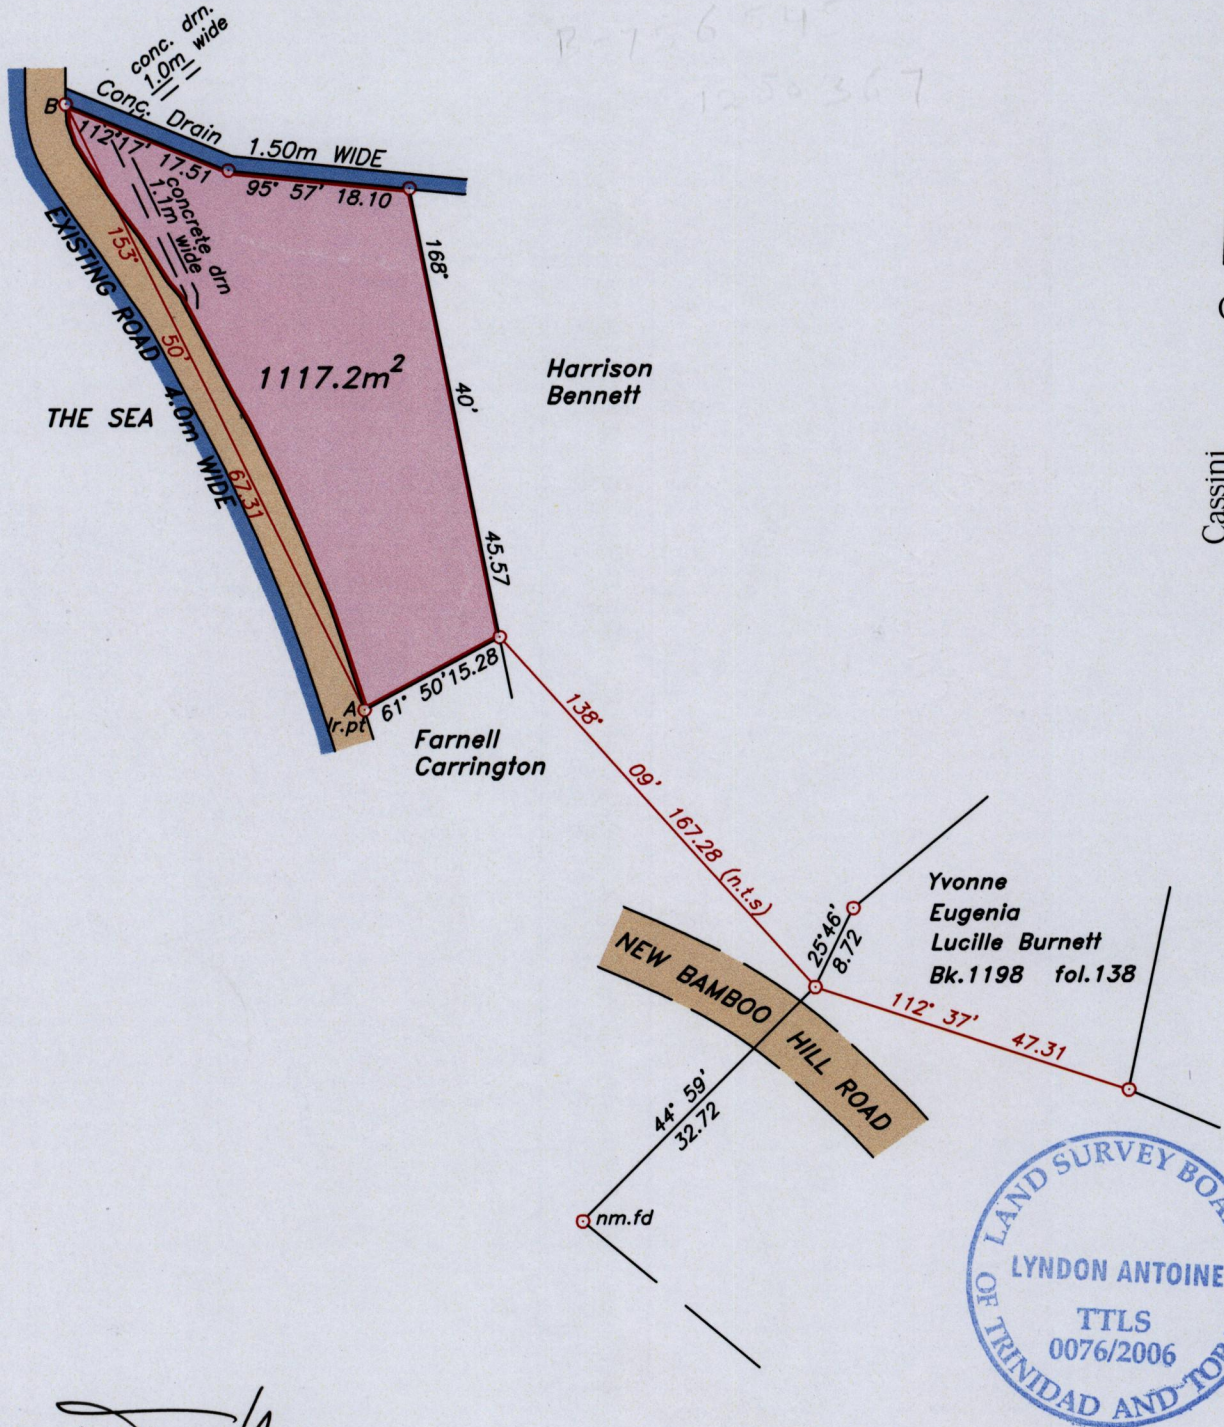 conc. drn.
1.0m wide
B
Conc. Drain
1.50m WIDE
112°17' 17.51
95° 57' 18.10
concrete drn
1.1m wide
168°
40'
45.57
153°
50'
67.31
EXISTING ROAD 4.0m WIDE
THE SEA
1117.2m²
Harrison
Bennett
A
Ir.pt
61° 50' 15.28
Farnell
Carrington
138°
09'
167.28 (n.t.s)
Cassini
25°46'
8.72
Yvonne
Eugenia
Lucille Burnett
Bk.1198 fol.138
NEW BAMBOO HILL ROAD
112° 37' 47.31
44° 59'
32.72
nm.fd
LAND SURVEY BOA
LYNDON ANTOINE
TTLS
0076/2006
OF TRINIDAD AND TOB